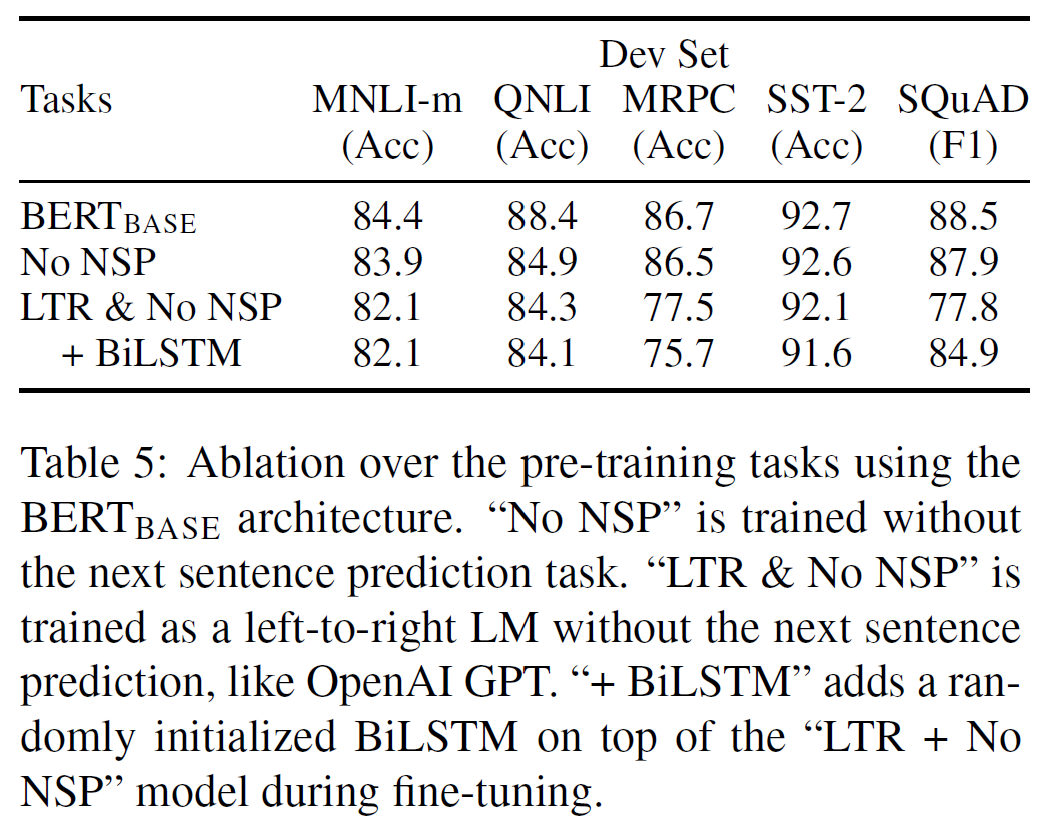 Dev Set
Tasks MNLI-m QNLI MRPC SST-2 SQuAD
(Acc) (Acc) (Acc) (Acc) (F1)
BERTBASE 84.4 88.4 86.7 92.7 88.5
No NSP 83.9 84.9 86.5 92.6 87.9
LTR & No NSP 82.1 84.3 77.5 92.1 77.8
+ BiLSTM 82.1 84.1 75.7 91.6 84.9
Table 5: Ablation over the pre-training tasks using the
BERTBASE architecture. “No NSP” is trained without
the next sentence prediction task. “LTR & No NSP” is
trained as a left-to-right LM without the next sentence
prediction, like OpenAI GPT. “+ BiLSTM” adds a ran-
domly initialized BiLSTM on top of the “LTR + No
NSP” model during fine-tuning.